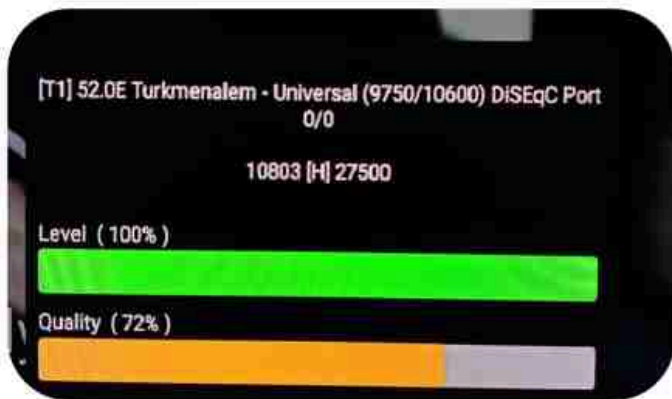 [T1] 52.0E Turkmenalem - Universal (9750/10600) DiSEqC Port
0/0
10803 [H] 27500
Level ( 100% )
Quality ( 72% )